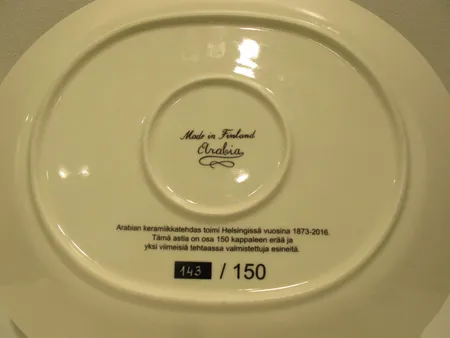 Made in Finland
Arabia
Arabian keramiikkatehdas toimi Helsingissä vuosina 1873-2016.
Tämä astia on osa 150 kappaleen erää ja
yksi viimeisiä tehtaassa valmistettuja esineitä.
143 / 150